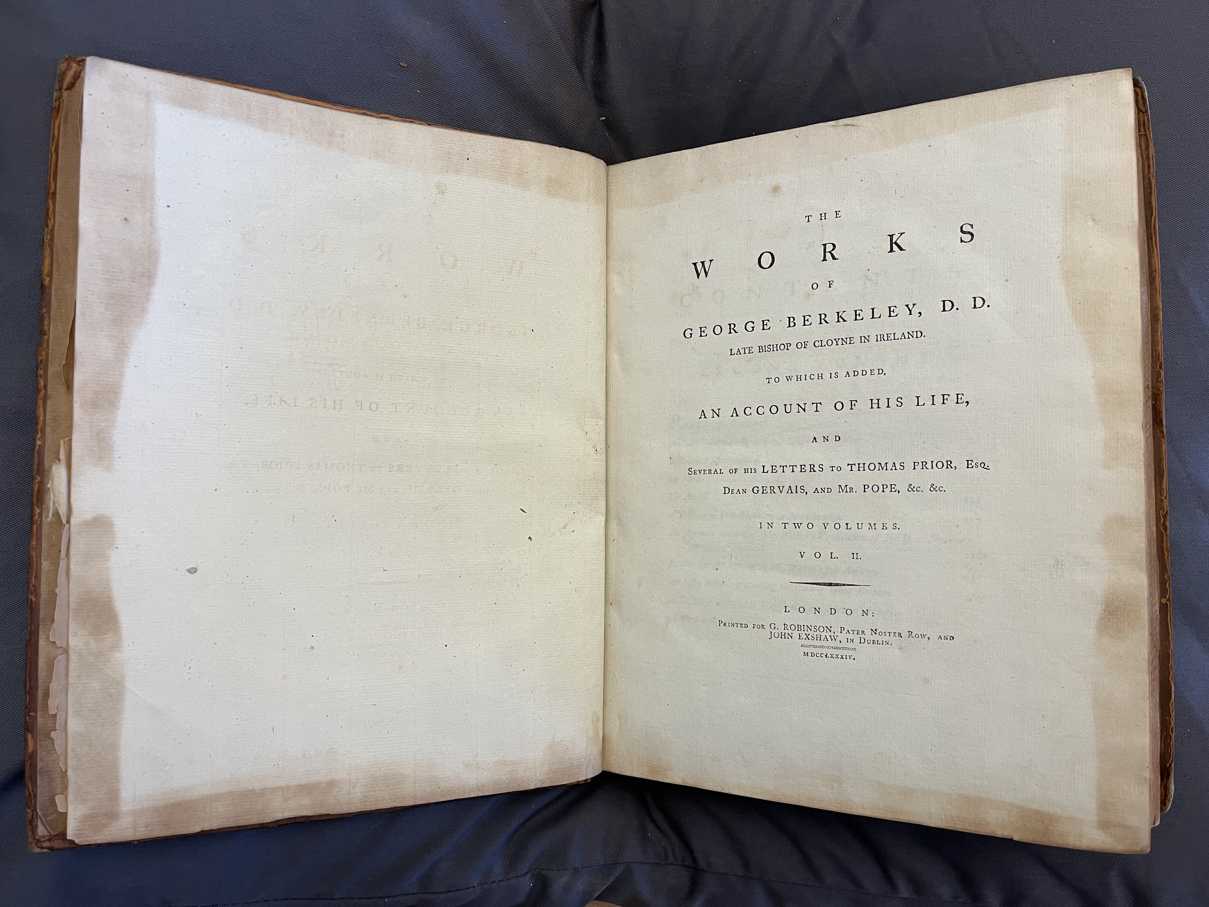 THE
WORKS
OF
GEORGE BERKELEY, D. D.
LATE BISHOP OF CLOYNE IN IRELAND.
TO WHICH IS ADDED,
AN ACCOUNT OF HIS LIFE,
AND
SEVERAL OF HIS LETTERS TO THOMAS PRIOR, ESQ.
DEAN GERVAIS, AND MR. POPE, &c. &c.
IN TWO VOLUMES.
VOL. II.
LONDON:
PRINTED FOR G. ROBINSON, PATER NOSTER ROW, AND
JOHN EXSHAW, IN DUBLIN.
MDCCLXXXIV.